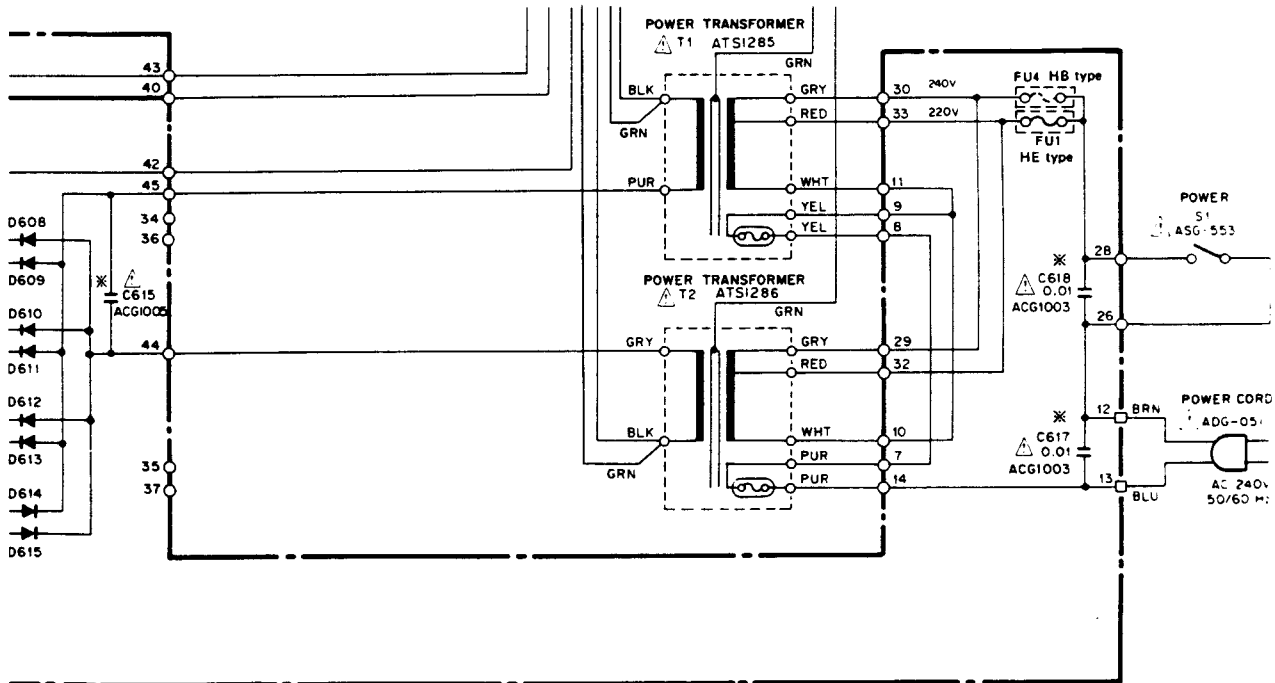 POWER TRANSFORMER
T1 ATS1285
GRN
43
40
BLK
GRN
GRY
RED
30 240V
33 220V
FU4 HB type
FU1
HE type
42
45
PUR
WHT
YEL
YEL
11
9
8
34
36
D608
D609
D610
D611
D612
D613
D614
D615
※
C615
ACG1005
POWER TRANSFORMER
T2 ATS1286
GRN
44
GRY
BLK
GRN
GRY
RED
WHT
PUR
PUR
29
32
10
7
14
35
37
※
C618
0.01
ACG1003
28
26
POWER
S1
ASG-553
※
C617
0.01
ACG1003
12
BRN
13
BLU
POWER CORD
AC 240V
50/60